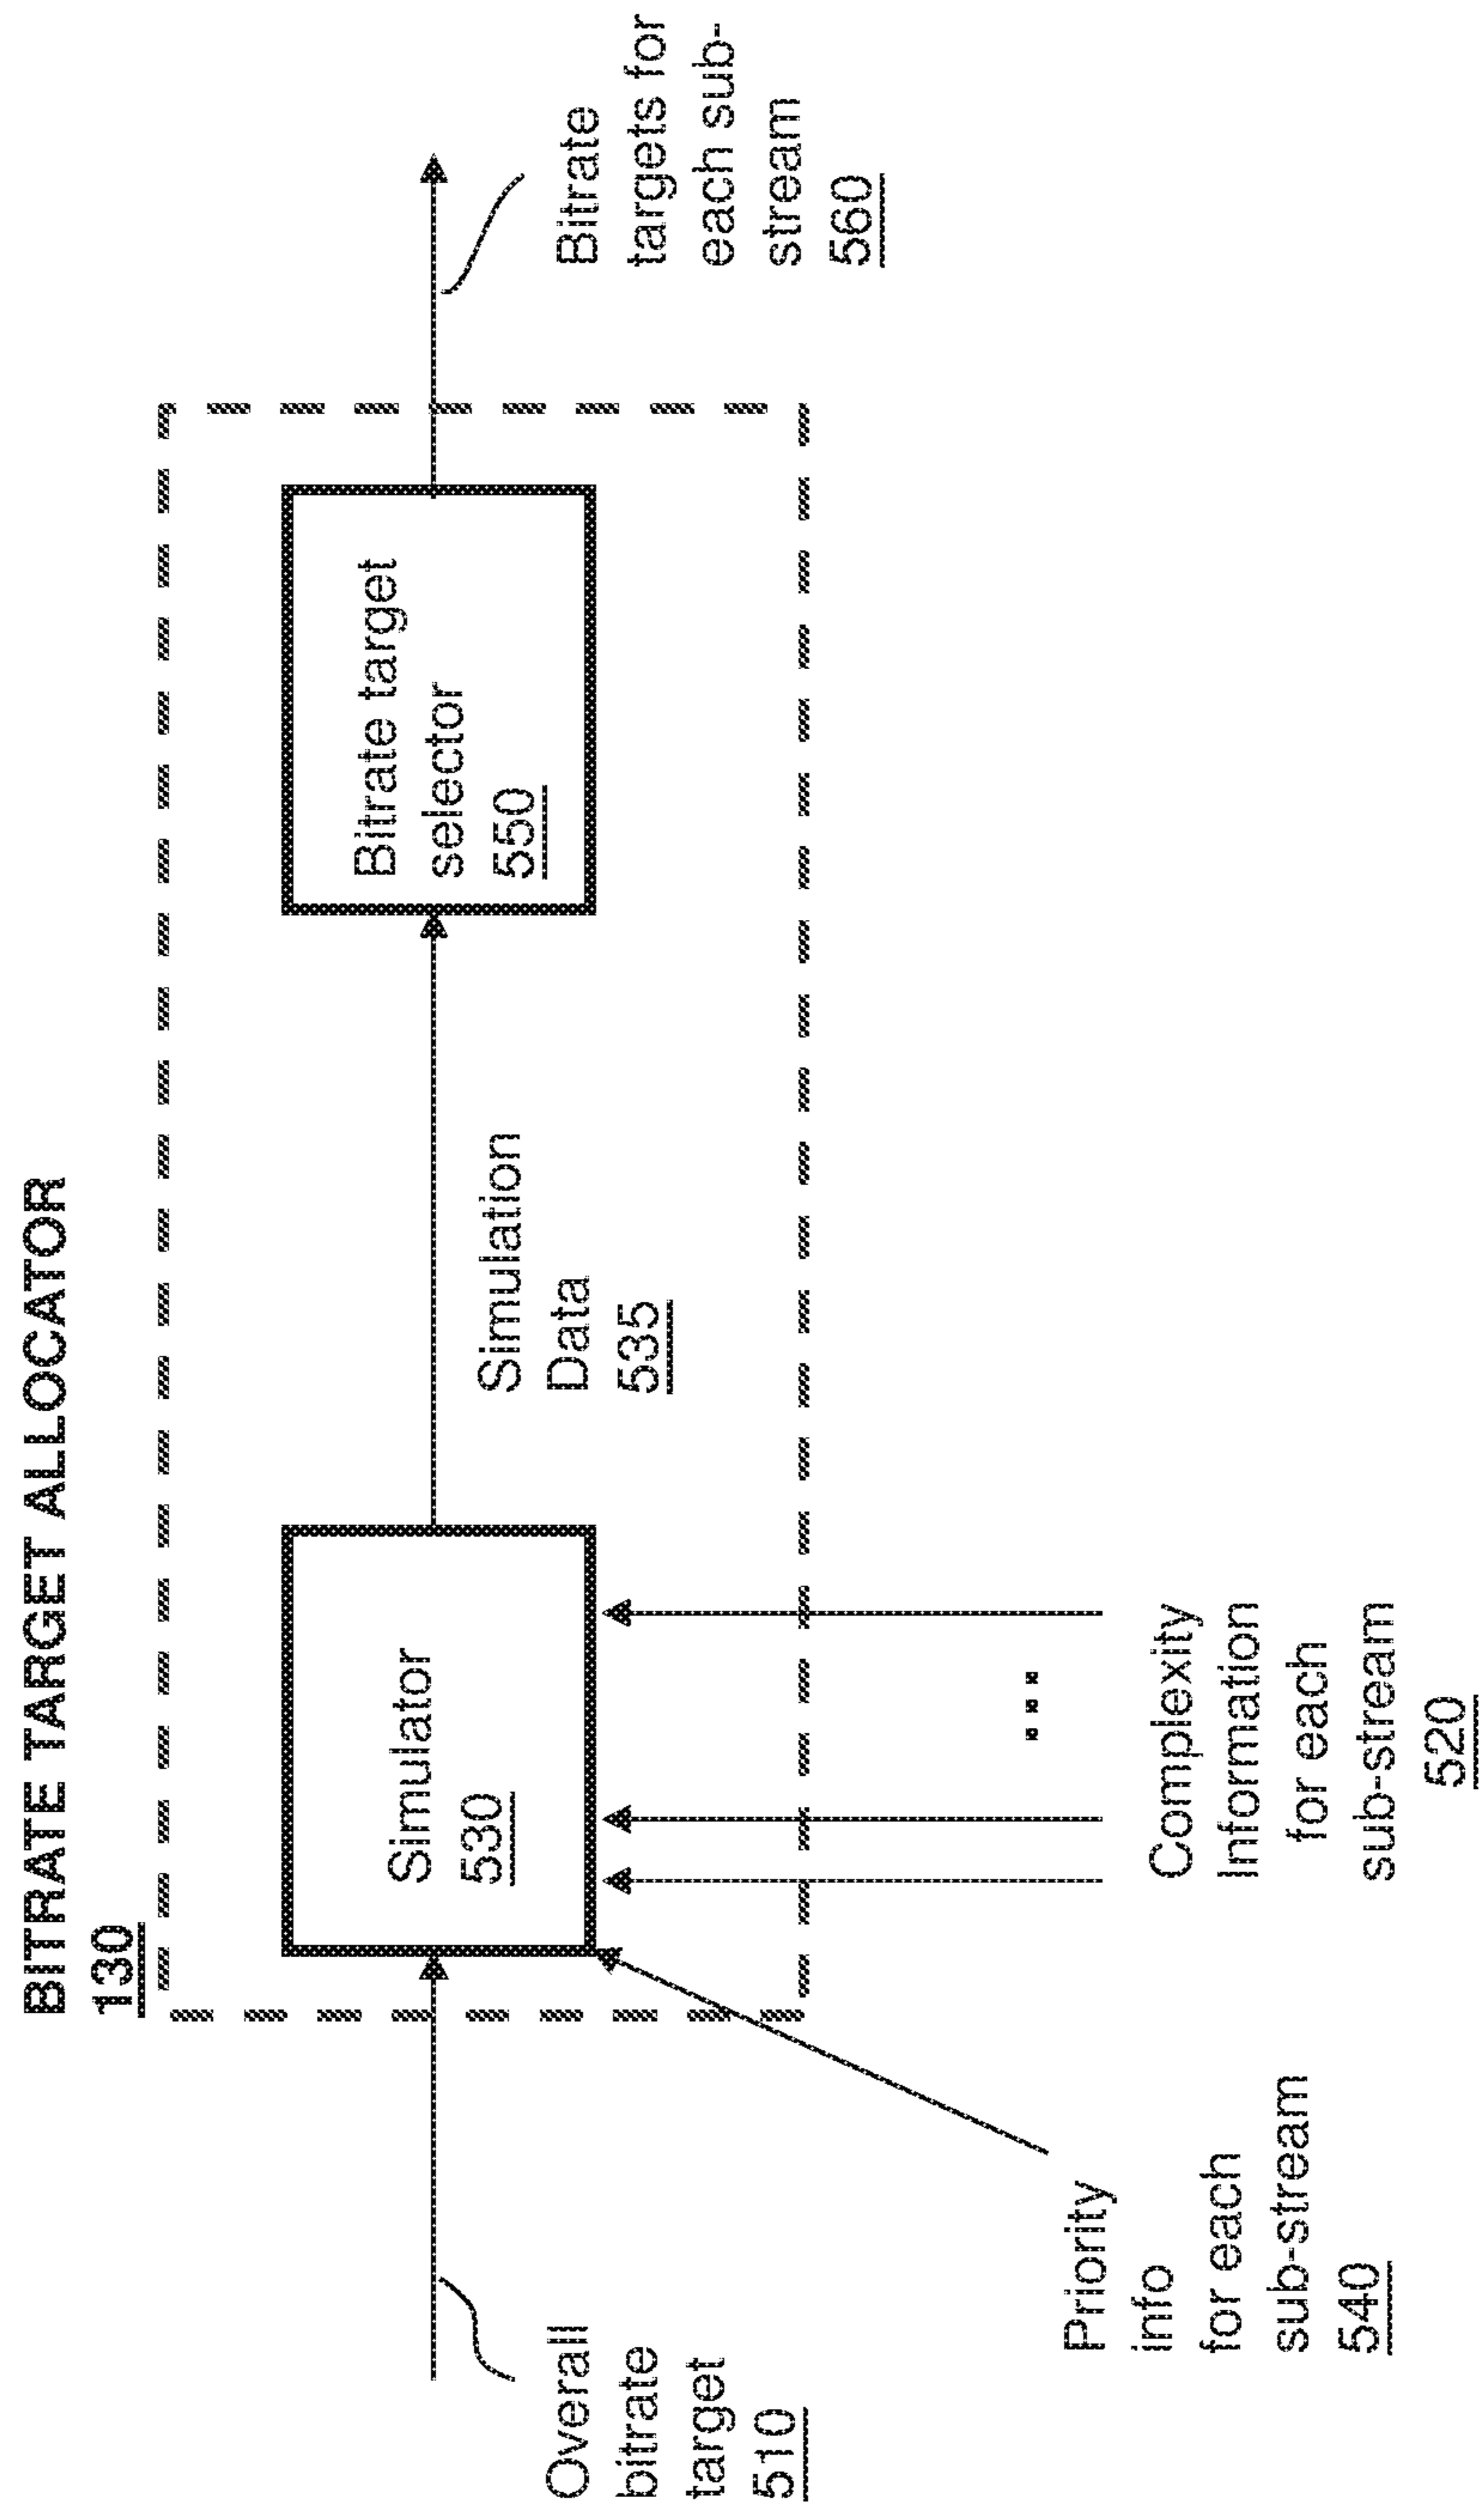 BITRATE TARGET ALLOCATOR
130
Overall
bitrate
target
510
Simulator
530
Simulation
Data
535
Bitrate target
selector
550
Bitrate
targets for
each sub-
stream
560
Priority
info
for each
sub-stream
540
...
Complexity
Information
for each
sub-stream
520